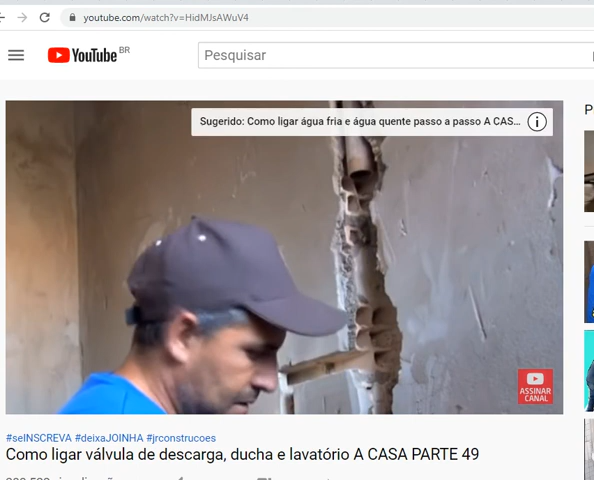 youtube.com/watch?v=HidMJsAWuV4
YouTube BR
Pesquisar
Sugerido: Como ligar água fria e água quente passo a passo A CAS...
P
ASSINAR
CANAL
#seINSCREVA #deixaJOINHA #jrconstrucoes
Como ligar válvula de descarga, ducha e lavatório A CASA PARTE 49